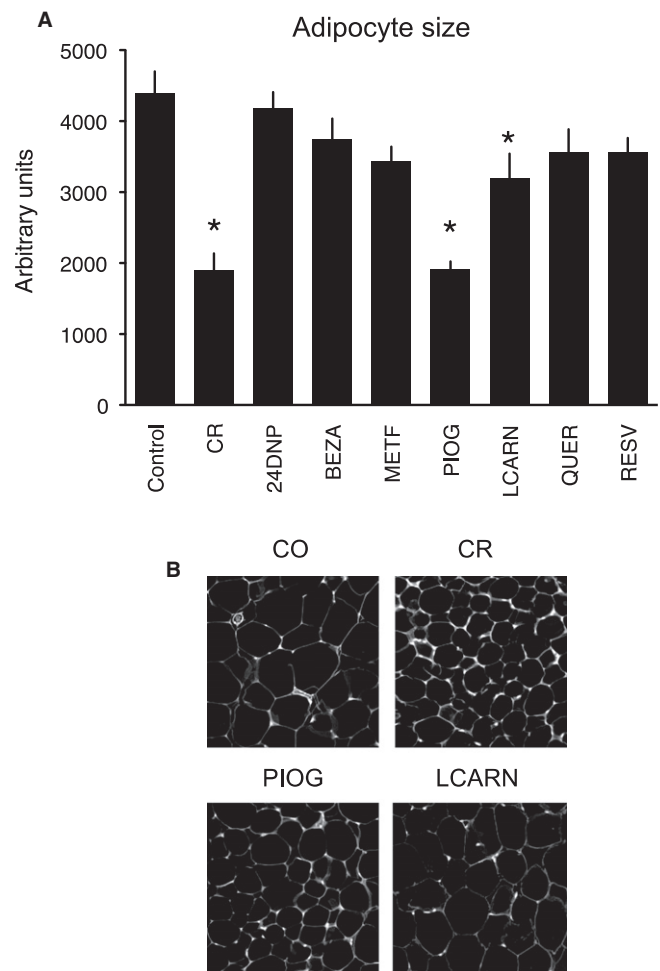 A
Adipocyte size
Arbitrary units
5000
4000
3000
2000
1000
0
*
*
*
Control
CR
24DNP
BEZA
METF
PIOG
LCARN
QUER
RESV
B
CO
CR
PIOG
LCARN